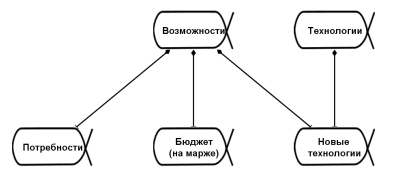 Возможности
Технологии
Потребности
Бюджет
(на марже)
Новые
технологии